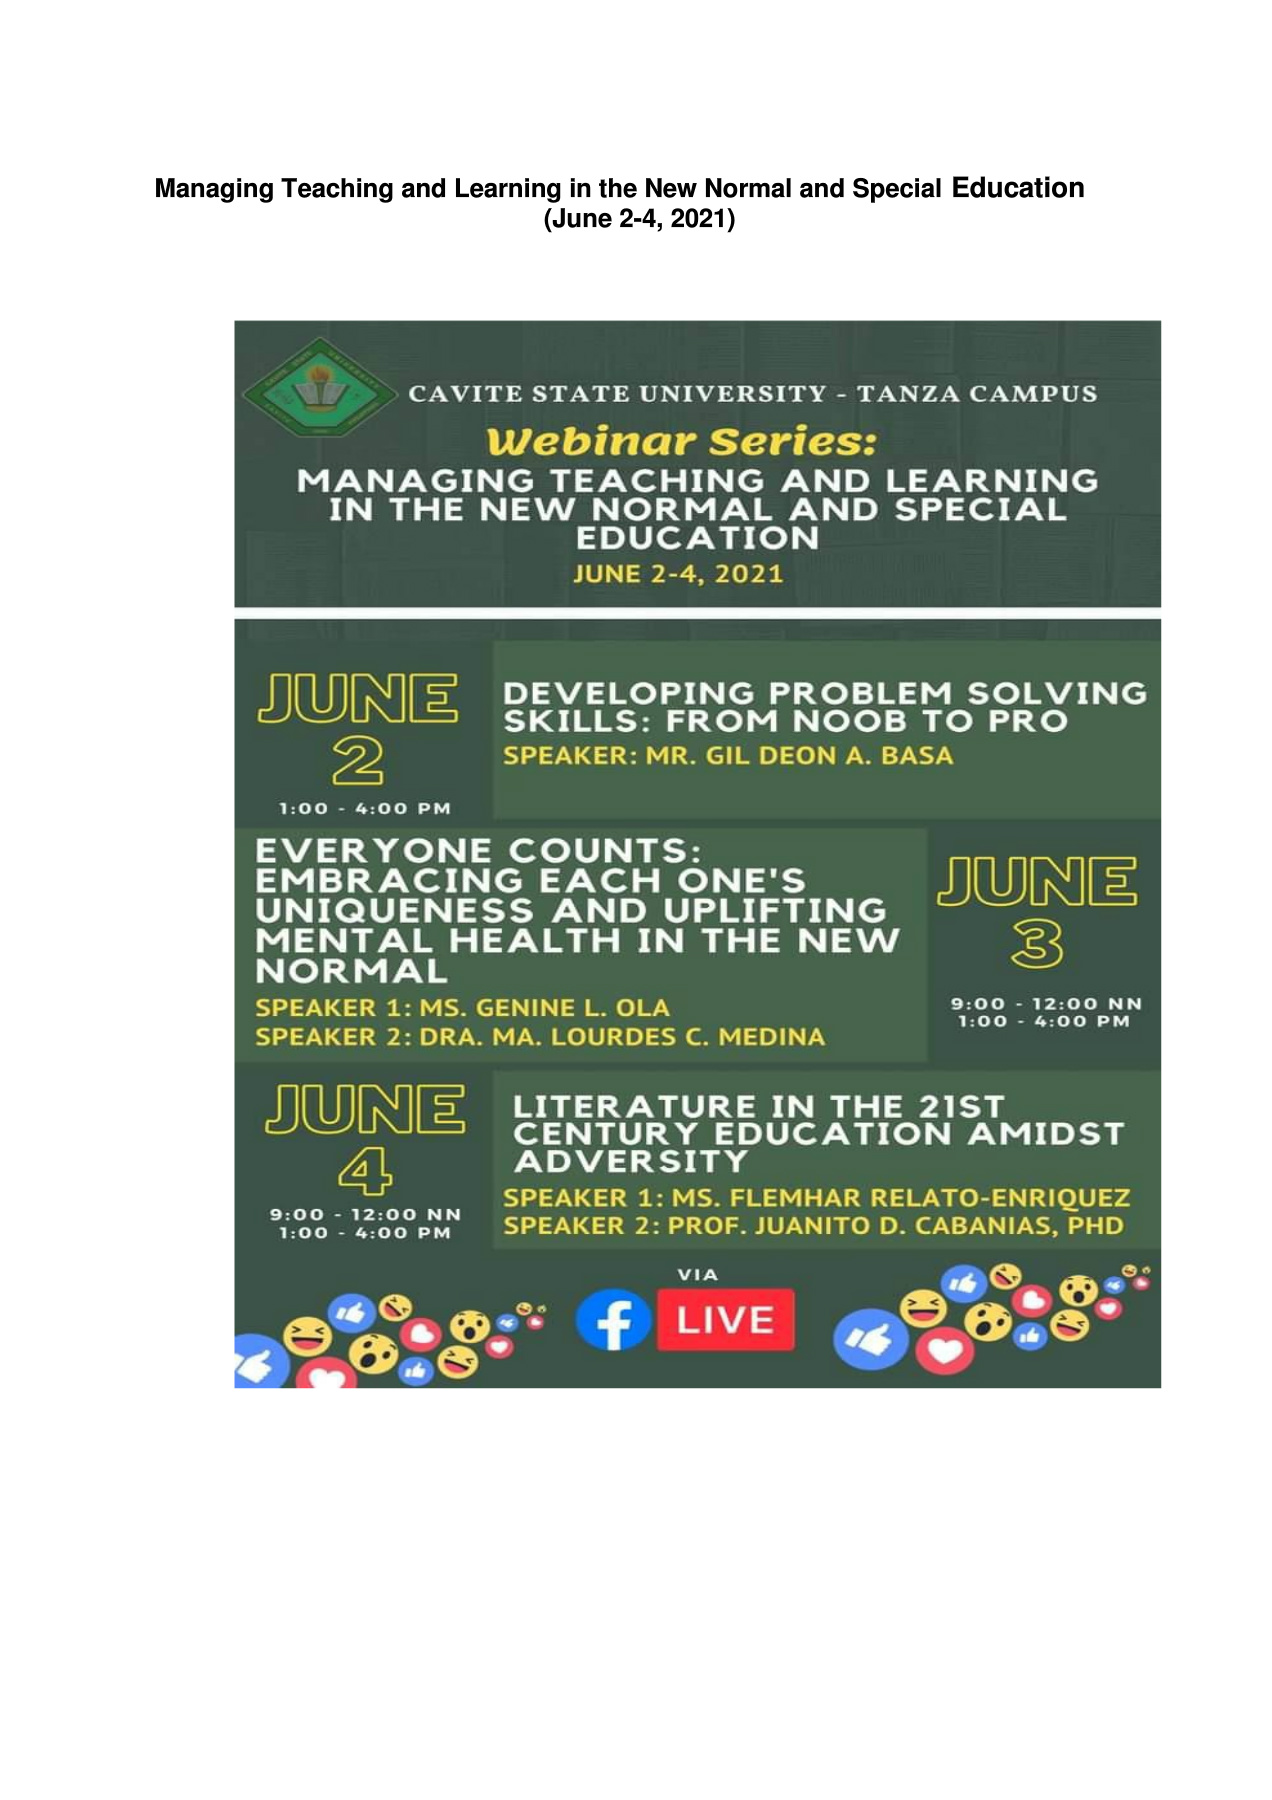 Managing Teaching and Learning in the New Normal and Special Education
(June 2-4, 2021)
CAVITE STATE UNIVERSITY - TANZA CAMPUS
Webinar Series:
MANAGING TEACHING AND LEARNING
IN THE NEW NORMAL AND SPECIAL
EDUCATION
JUNE 2-4, 2021
JUNE
2
1:00 - 4:00 PM
DEVELOPING PROBLEM SOLVING
SKILLS: FROM NOOB TO PRO
SPEAKER: MR. GIL DEON A. BASA
EVERYONE COUNTS:
EMBRACING EACH ONE'S
UNIQUENESS AND UPLIFTING
MENTAL HEALTH IN THE NEW
NORMAL
SPEAKER 1: MS. GENINE L. OLA
SPEAKER 2: DRA. MA. LOURDES C. MEDINA
JUNE
3
9:00 - 12:00 NN
1:00 - 4:00 PM
JUNE
4
9:00 - 12:00 NN
1:00 - 4:00 PM
LITERATURE IN THE 21ST
CENTURY EDUCATION AMIDST
ADVERSITY
SPEAKER 1: MS. FLEMHAR RELATO-ENRIQUEZ
SPEAKER 2: PROF. JUANITO D. CABANIAS, PHD
VIA
f LIVE